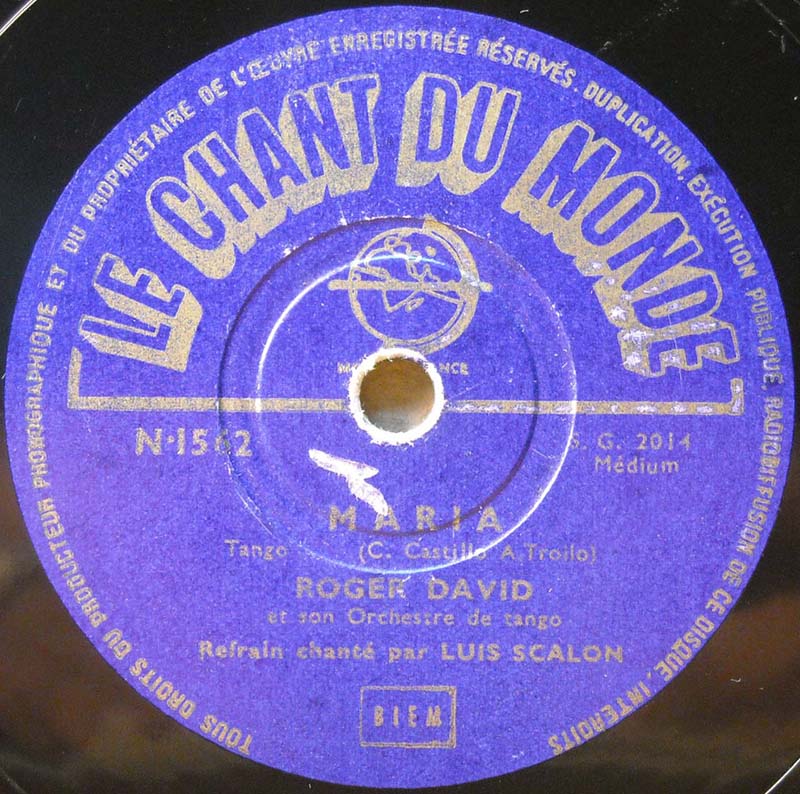 TOUS DROITS DU PRODUCTEUR PHONOGRAPHIQUE ET DU PROPRIÉTAIRE DE L'ŒUVRE ENREGISTRÉE RÉSERVÉS. DUPLICATION, EXÉCUTION PUBLIQUE, RADIODIFFUSION DE CE DISQUE, INTERDITS
LE CHANT DU MONDE
N·1562
S. G. 2014
Médium
MARIA
Tango (C. Castillo A. Troilo)
ROGER DAVID
et son Orchestre de tango
Refrain chanté par LUIS SCALON
BIEM